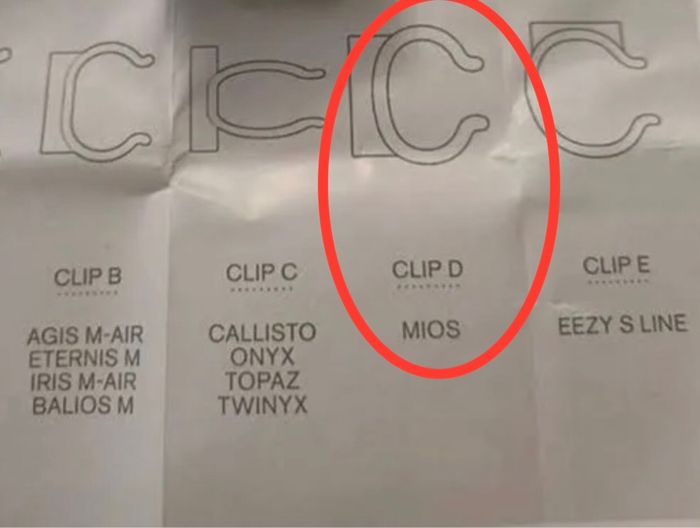 CLIP B
AGIS M-AIR
ETERNIS M
IRIS M-AIR
BALIOS M
CLIP C
CALLISTO
ONYX
TOPAZ
TWINYX
CLIP D
MIOS
CLIP E
EEZY S LINE